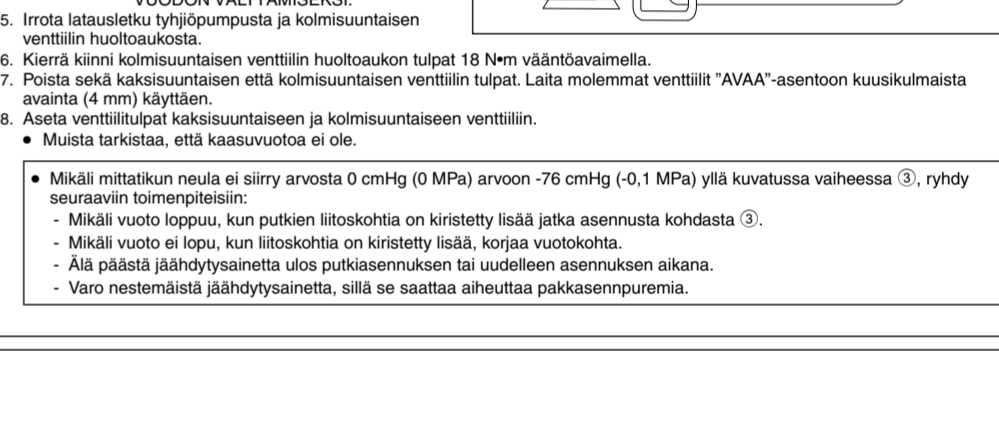 VUODON VÄLTTÄMISEKSI.
5. Irrota latausletku tyhjiöpumpusta ja kolmisuuntaisen
venttiilin huoltoaukosta.
6. Kierrä kiinni kolmisuuntaisen venttiilin huoltoaukon tulpat 18 N•m vääntöavaimella.
7. Poista sekä kaksisuuntaisen että kolmisuuntaisen venttiilin tulpat. Laita molemmat venttiilit ”AVAA”-asentoon kuusikulmaista
avainta (4 mm) käyttäen.
8. Aseta venttiilitulpat kaksisuuntaiseen ja kolmisuuntaiseen venttiiliin.
● Muista tarkistaa, että kaasuvuotoa ei ole.
● Mikäli mittatikun neula ei siirry arvosta 0 cmHg (0 MPa) arvoon -76 cmHg (-0,1 MPa) yllä kuvatussa vaiheessa ③, ryhdy
seuraaviin toimenpiteisiin:
- Mikäli vuoto loppuu, kun putkien liitoskohtia on kiristetty lisää jatka asennusta kohdasta ③.
- Mikäli vuoto ei lopu, kun liitoskohtia on kiristetty lisää, korjaa vuotokohta.
- Älä päästä jäähdytysainetta ulos putkiasennuksen tai uudelleen asennuksen aikana.
- Varo nestemäistä jäähdytysainetta, sillä se saattaa aiheuttaa pakkasennpuremia.